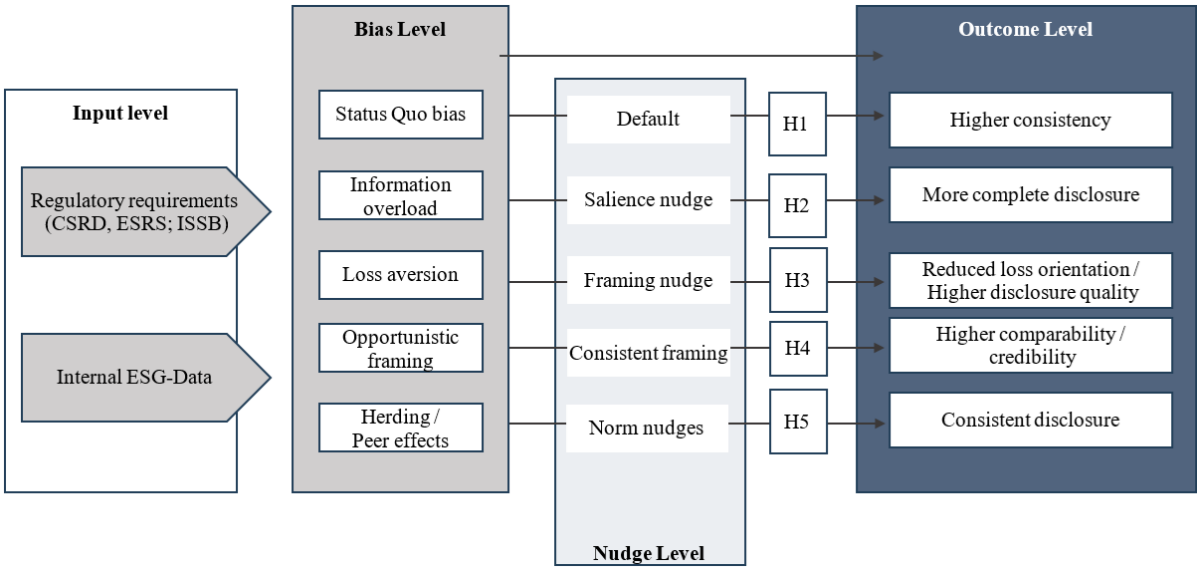 Input level
Regulatory requirements
(CSRD, ESRS; ISSB)
Internal ESG-Data
Bias Level
Status Quo bias
Information
overload
Loss aversion
Opportunistic
framing
Herding /
Peer effects
Default
Salience nudge
Framing nudge
Consistent framing
Norm nudges
Nudge Level
H1
H2
H3
H4
H5
Outcome Level
Higher consistency
More complete disclosure
Reduced loss orientation /
Higher disclosure quality
Higher comparability /
credibility
Consistent disclosure